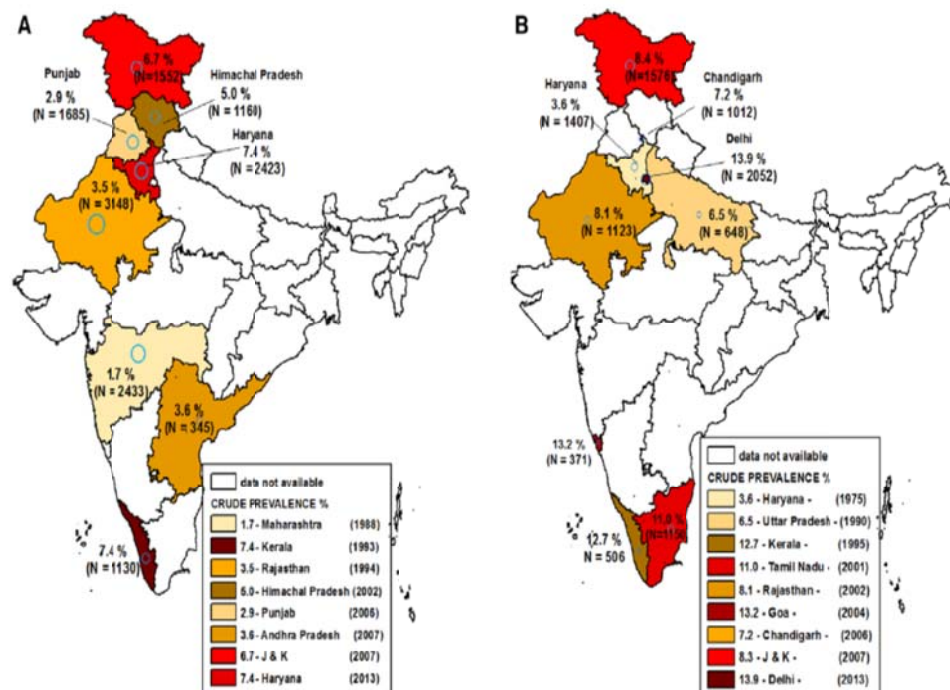 A
6.7 %
(N=1552)
Punjab
2.9 %
(N = 1685)
Himachal Pradesh
5.0 %
(N = 1160)
Haryana
7.4 %
(N = 2423)
3.5 %
(N = 3148)
1.7 %
(N = 2433)
3.6 %
(N = 345)
7.4 %
(N = 1130)
data not available
CRUDE PREVALENCE %
1.7- Maharashtra (1988)
7.4- Kerala (1993)
3.5- Rajasthan (1994)
5.0- Himachal Pradesh (2002)
2.9- Punjab (2006)
3.6- Andhra Pradesh (2007)
6.7- J & K (2007)
7.4- Haryana (2013)
B
8.4 %
(N=1576)
Haryana
3.6 %
(N = 1407)
Chandigarh
7.2 %
(N = 1012)
Delhi
13.9 %
(N = 2052)
8.1 %
(N = 1123)
6.5 %
(N = 648)
13.2 %
(N = 371)
12.7 %
N = 506
11.0 %
data not available
CRUDE PREVALENCE %
3.6 - Haryana - (1975)
6.5 - Uttar Pradesh - (1990)
12.7 - Kerala - (1995)
11.0 - Tamil Nadu - (2001)
8.1 - Rajasthan - (2002)
13.2 - Goa - (2004)
7.2 - Chandigarh - (2006)
8.3 - J & K - (2007)
13.9 - Delhi - (2013)